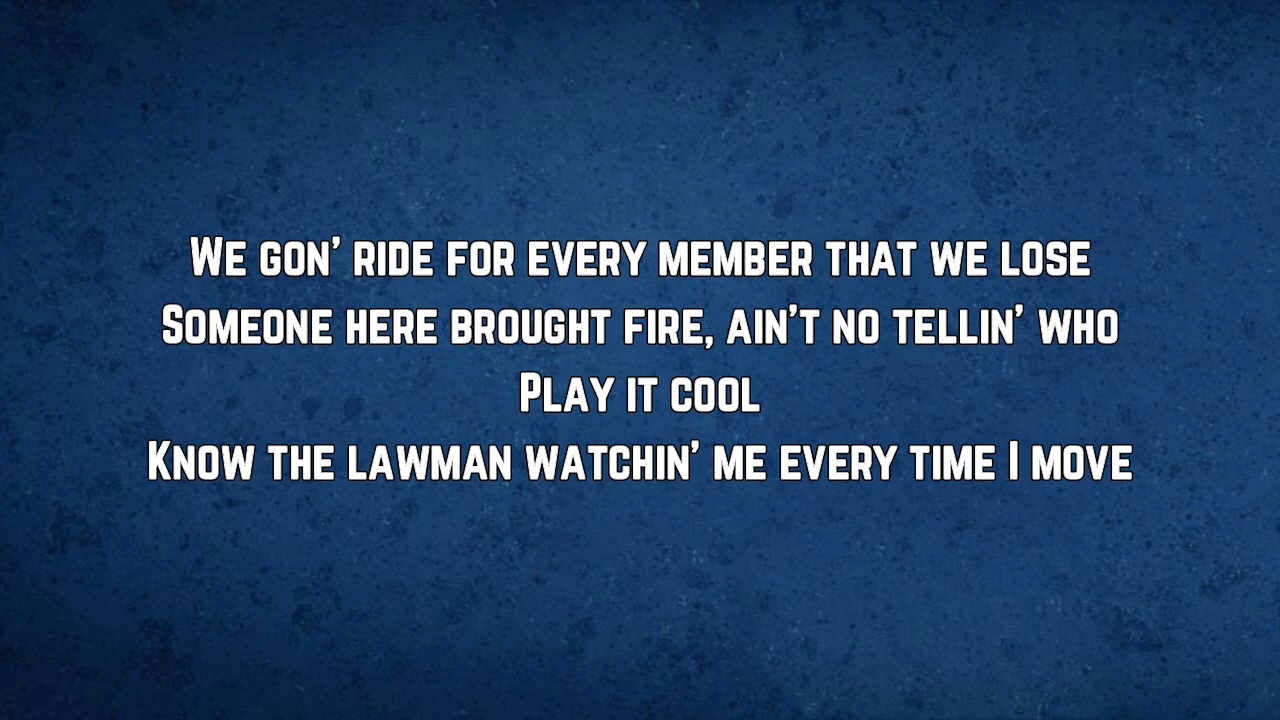 We gon' ride for every member that we lose
Someone here brought fire, ain't no tellin' who
Play it cool
Know the lawman watchin' me every time I move